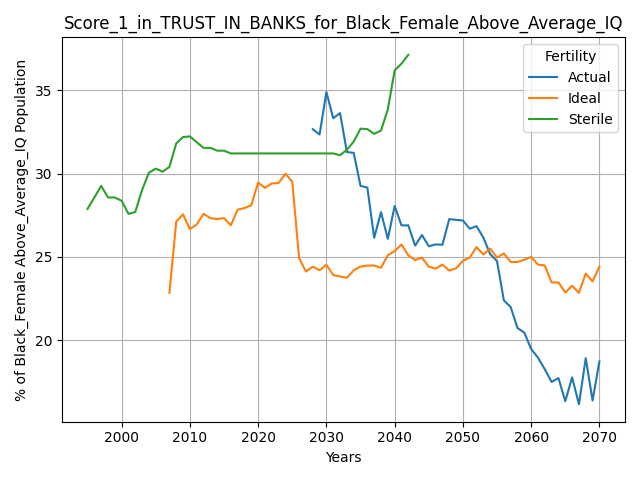 Score_1_in_TRUST_IN_BANKS_for_Black_Female_Above_Average_IQ
% of Black_Female Above_Average_IQ Population
35
30
25
20
Fertility
Actual
Ideal
Sterile
2000 2010 2020 2030 2040 2050 2060 2070
Years